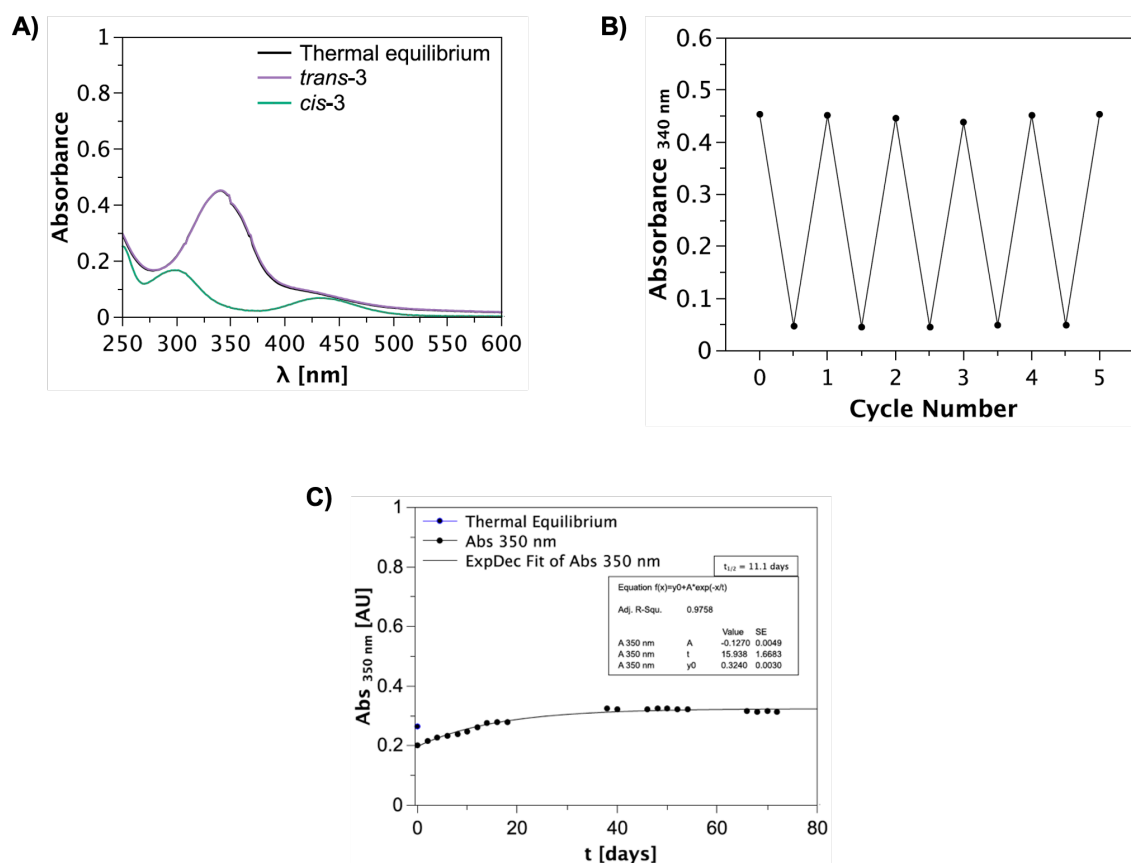 A)
Absorbance
1
0.8
0.6
0.4
0.2
0
Thermal equilibrium
trans-3
cis-3
250 300 350 400 450 500 550 600
λ [nm]
B)
Absorbance 340 nm
0.6
0.5
0.4
0.3
0.2
0.1
0
0 1 2 3 4 5
Cycle Number
C)
Abs 350 nm [AU]
1
0.8
0.6
0.4
0.2
0
Thermal Equilibrium
Abs 350 nm
ExpDec Fit of Abs 350 nm
t1/2 = 11.1 days
Equation f(x)=y0+A*exp(-x/t)
Adj. R-Squ. 0.9758
Value SE
A 350 nm A -0.1270 0.0049
A 350 nm t 15.938 1.6683
A 350 nm y0 0.3240 0.0030
0 20 40 60 80
t [days]